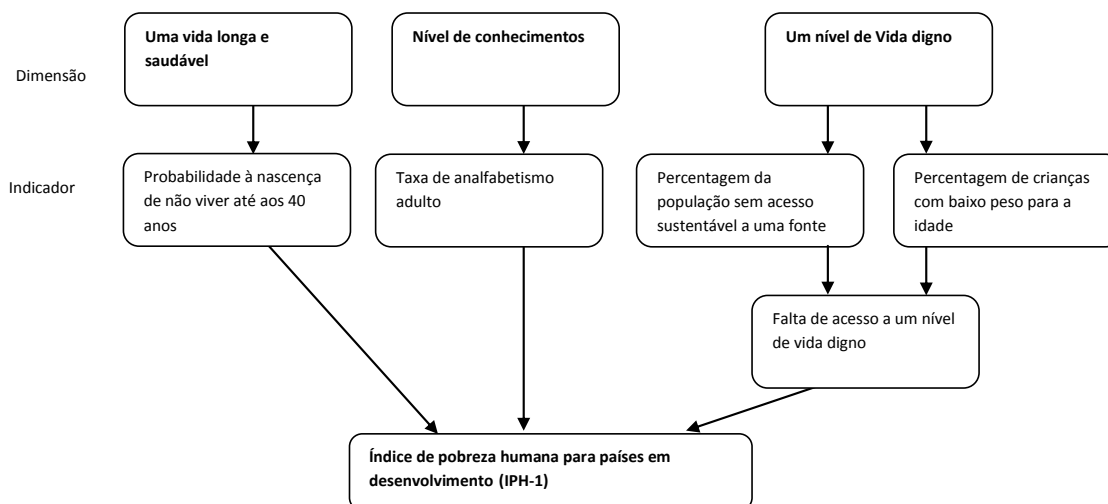 Dimensão
Uma vida longa e
saudável
Nível de conhecimentos
Um nível de Vida digno
Indicador
Probabilidade à nascença
de não viver até aos 40
anos
Taxa de analfabetismo
adulto
Percentagem da
população sem acesso
sustentável a uma fonte
Percentagem de crianças
com baixo peso para a
idade
Falta de acesso a um nível
de vida digno
Índice de pobreza humana para países em
desenvolvimento (IPH-1)